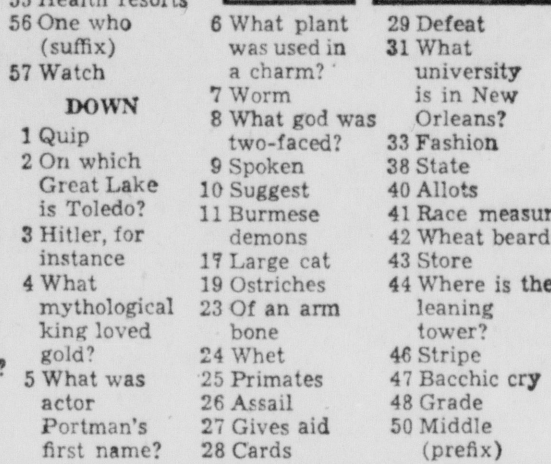 55 Health resorts
56 One who
(suffix)
57 Watch
DOWN
1 Quip
2 On which
Great Lake
is Toledo?
3 Hitler, for
instance
4 What
mythological
king loved
gold?
5 What was
actor
Portman's
first name?
6 What plant
was used in
a charm?
7 Worm
8 What god was
two-faced?
9 Spoken
10 Suggest
11 Burmese
demons
17 Large cat
19 Ostriches
23 Of an arm
bone
24 Whet
25 Primates
26 Assail
27 Gives aid
28 Cards
29 Defeat
31 What
university
is in New
Orleans?
33 Fashion
38 State
40 Allots
41 Race measur
42 Wheat beard
43 Store
44 Where is the
leaning
tower?
46 Stripe
47 Bacchic cry
48 Grade
50 Middle
(prefix)